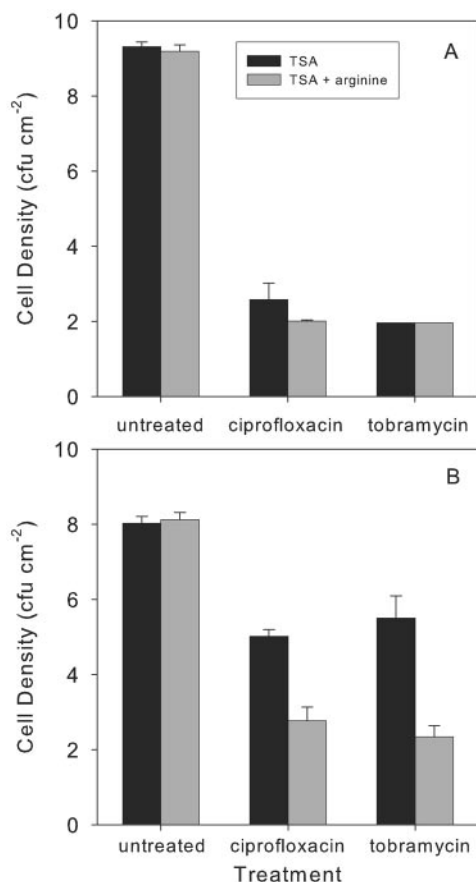 10
A
TSA
TSA + arginine
8
6
4
2
0
Cell Density (cfu cm⁻²)
untreated ciprofloxacin tobramycin
10
B
8
6
4
2
0
Cell Density (cfu cm⁻²)
untreated ciprofloxacin tobramycin
Treatment